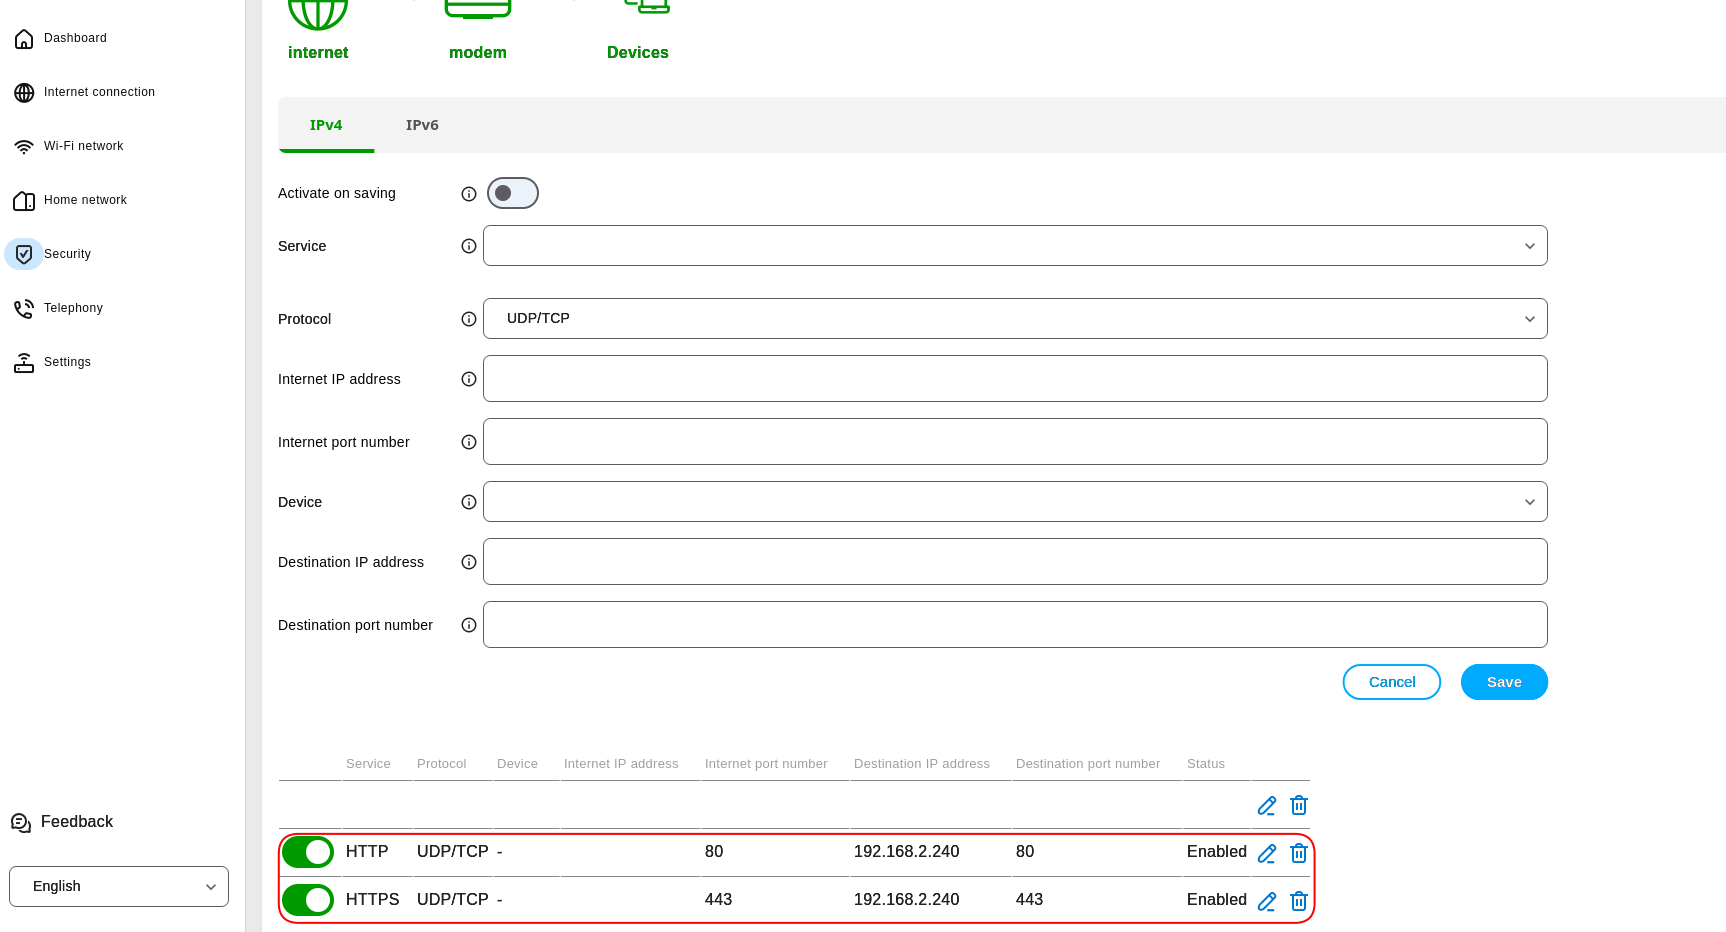 Dashboard
Internet connection
Wi-Fi network
Home network
Security
Telephony
Settings
Feedback
English
internet modem Devices
IPv4 IPv6
Activate on saving
Service
Protocol UDP/TCP
Internet IP address
Internet port number
Device
Destination IP address
Destination port number
Cancel Save
Service Protocol Device Internet IP address Internet port number Destination IP address Destination port number Status
HTTP UDP/TCP - 80 192.168.2.240 80 Enabled
HTTPS UDP/TCP - 443 192.168.2.240 443 Enabled